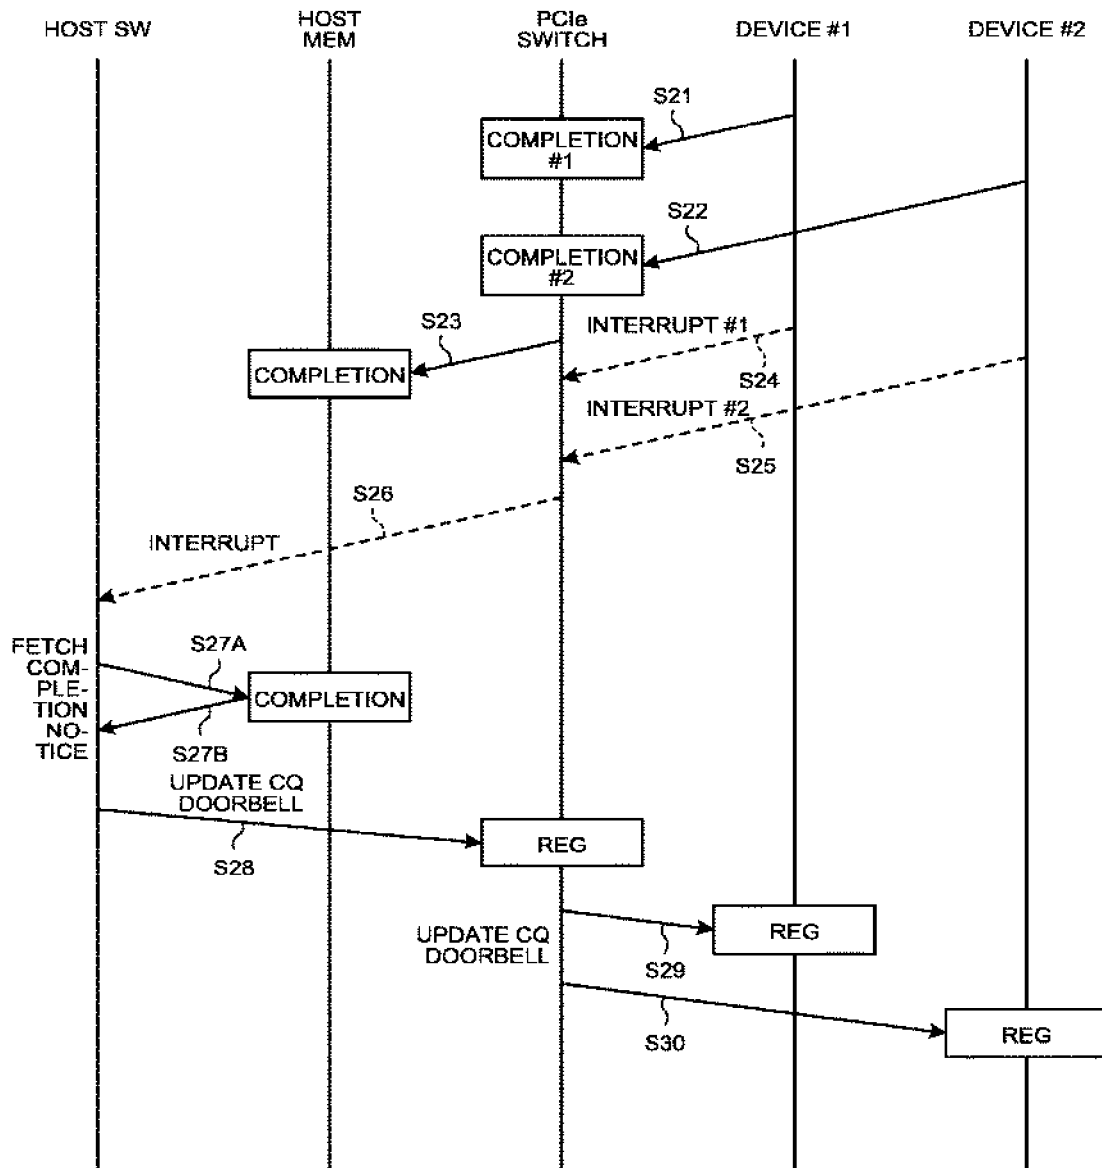 HOST SW
HOST
MEM
PCIe
SWITCH
DEVICE #1
DEVICE #2
S21
COMPLETION
#1
S22
COMPLETION
#2
S23
INTERRUPT #1
COMPLETION
S24
INTERRUPT #2
S25
S26
INTERRUPT
FETCH
COM-
PLE-
TION
NO-
TICE
S27A
COMPLETION
S27B
UPDATE CQ
DOORBELL
S28
REG
UPDATE CQ
DOORBELL
S29
REG
S30
REG